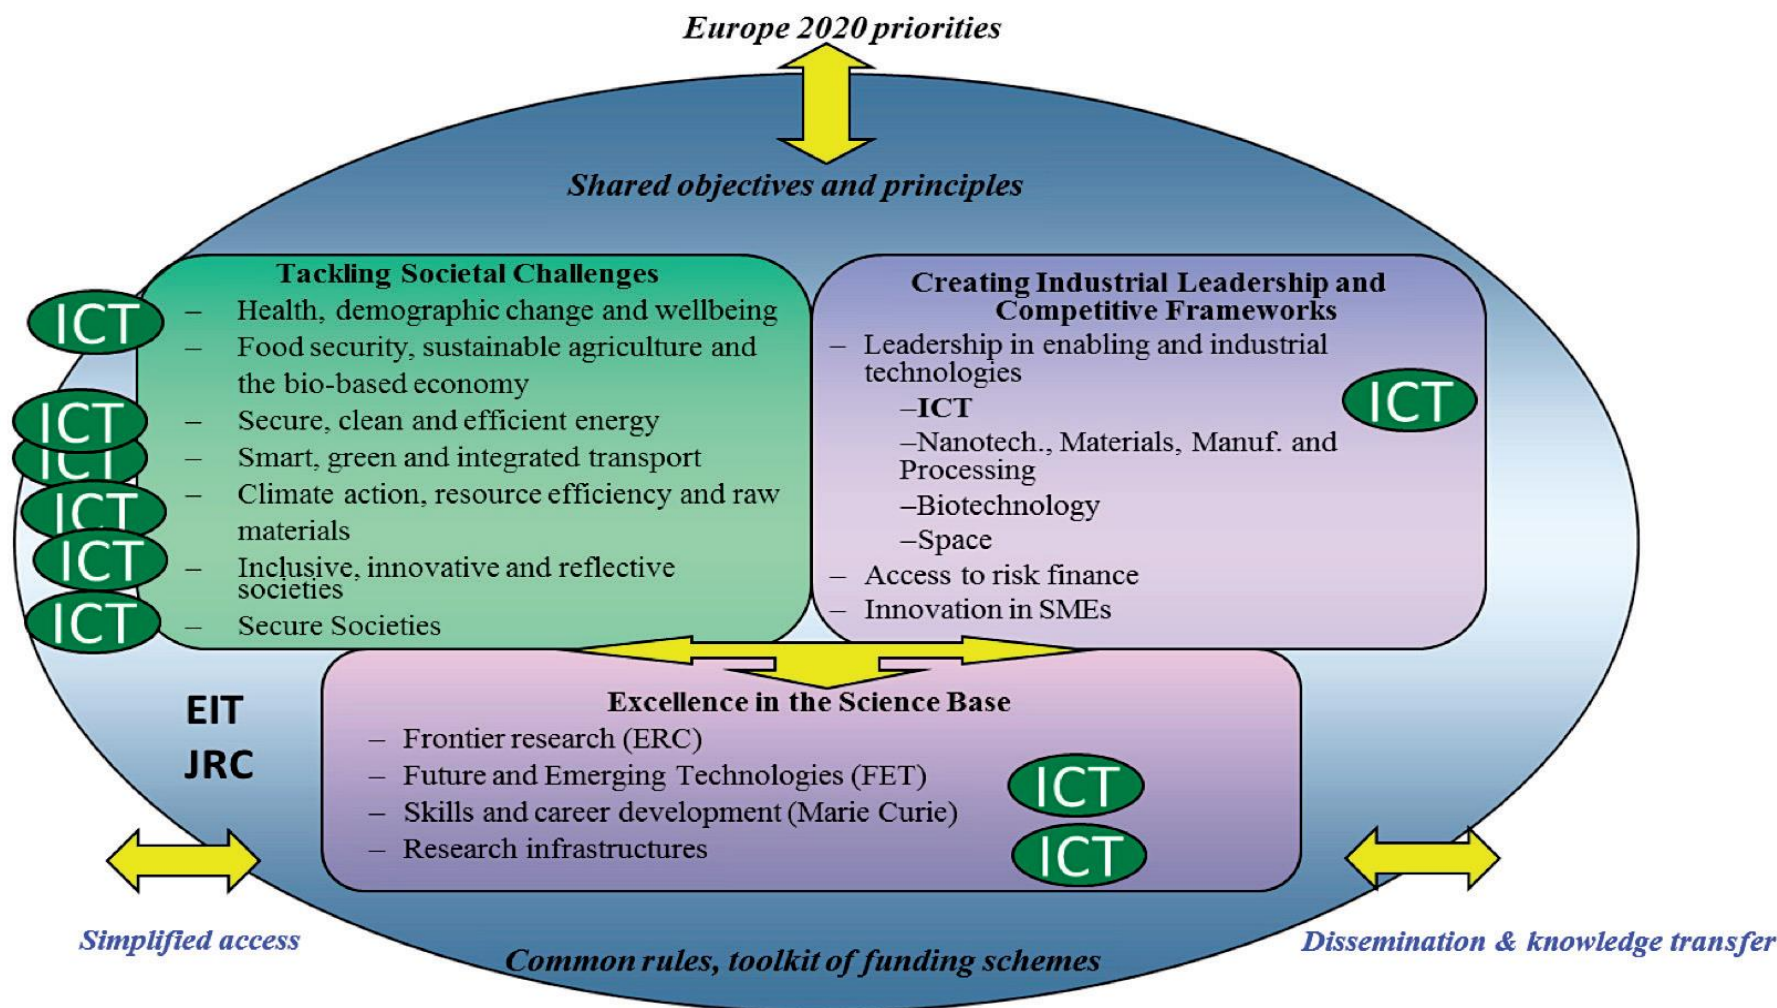 Europe 2020 priorities
Shared objectives and principles
Tackling Societal Challenges
ICT
– Health, demographic change and wellbeing
– Food security, sustainable agriculture and
the bio-based economy
ICT
– Secure, clean and efficient energy
ICT
– Smart, green and integrated transport
ICT
– Climate action, resource efficiency and raw
materials
ICT
– Inclusive, innovative and reflective
societies
ICT
– Secure Societies
Creating Industrial Leadership and
Competitive Frameworks
– Leadership in enabling and industrial
technologies
ICT
–ICT
–Nanotech., Materials, Manuf. and
Processing
–Biotechnology
–Space
– Access to risk finance
– Innovation in SMEs
EIT
JRC
Excellence in the Science Base
– Frontier research (ERC)
– Future and Emerging Technologies (FET)
ICT
– Skills and career development (Marie Curie)
– Research infrastructures
ICT
Simplified access
Dissemination & knowledge transfer
Common rules, toolkit of funding schemes